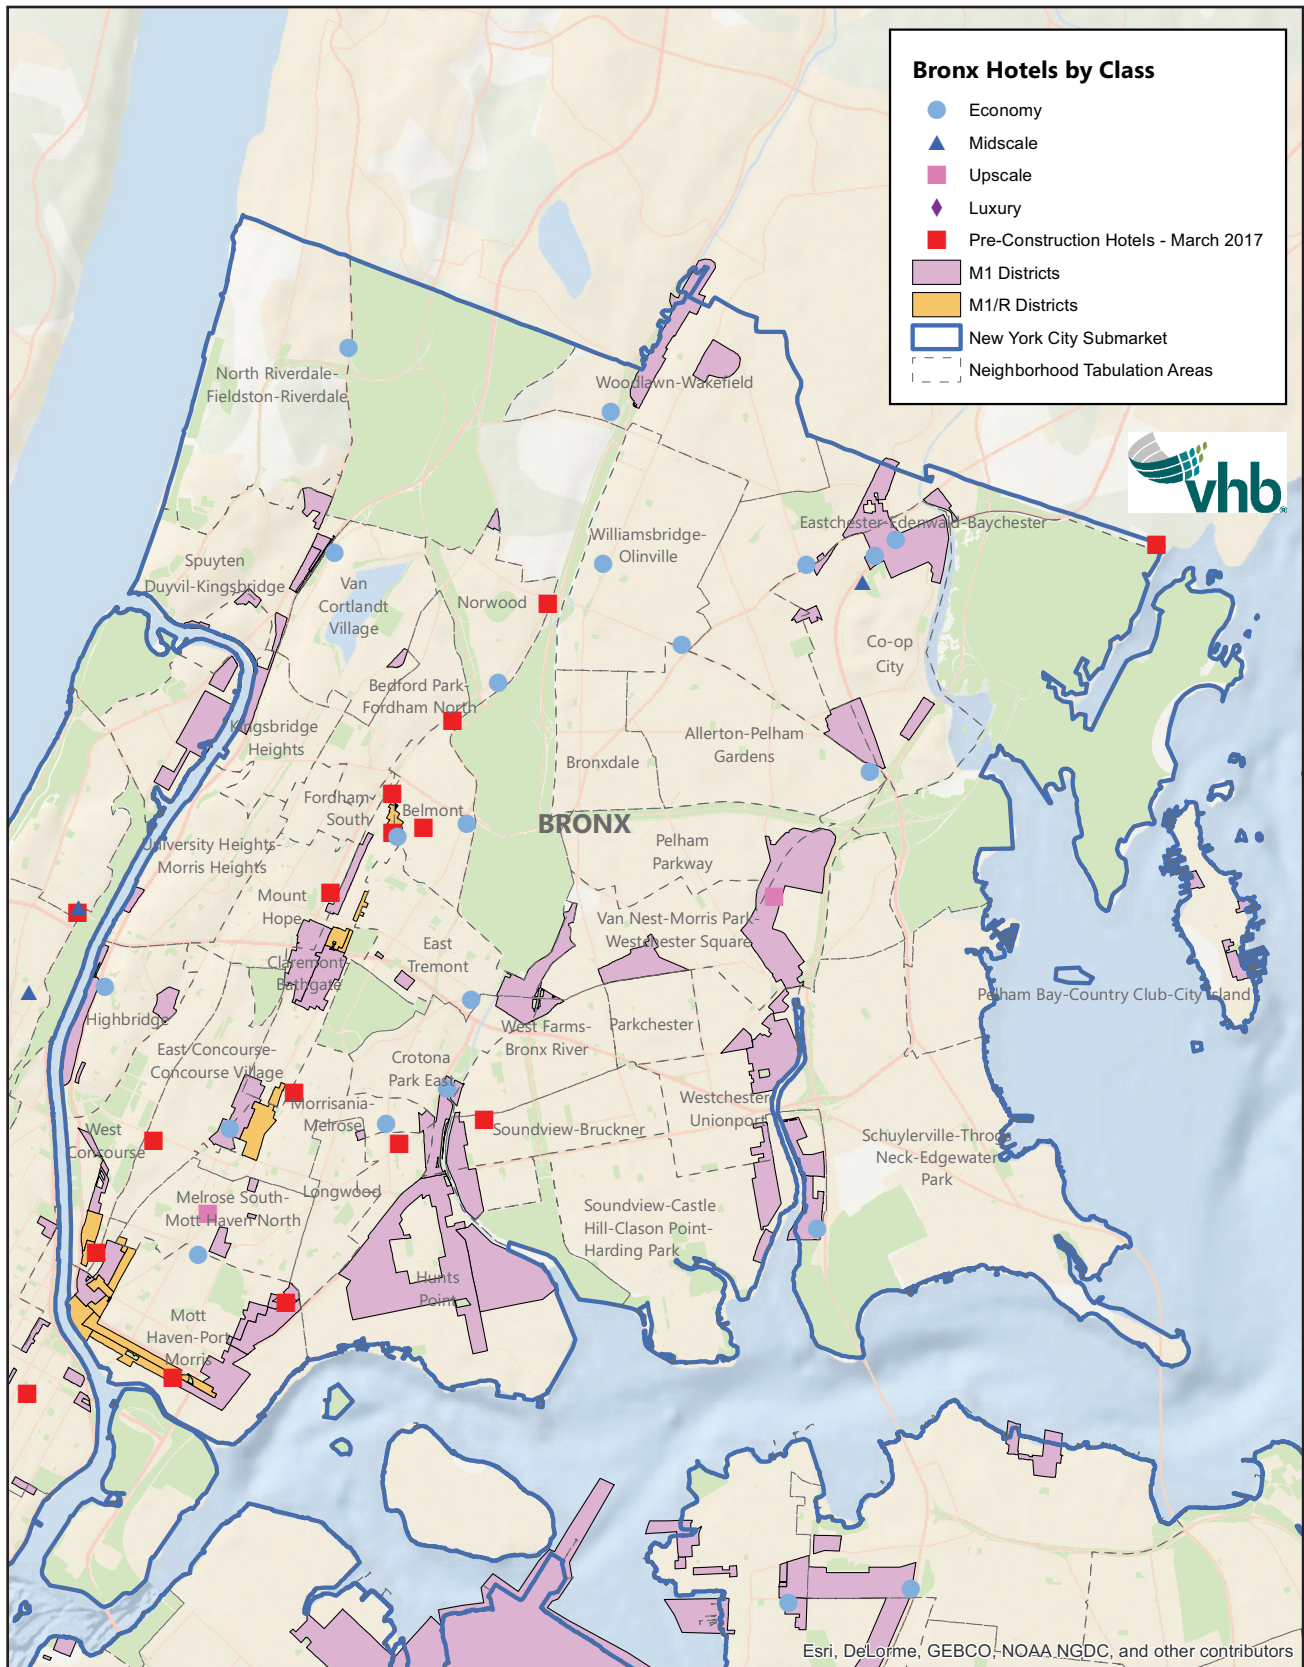 Bronx Hotels by Class
Economy
Midscale
Upscale
Luxury
Pre-Construction Hotels - March 2017
M1 Districts
M1/R Districts
New York City Submarket
Neighborhood Tabulation Areas
vhb
North Riverdale-
Fieldston-Riverdale
Woodlawn-Wakefield
Eastchester-Edenwald-Baychester
Williamsbridge-
Olinville
Spuyten
Duyvil-Kingsbridge
Van
Cortlandt
Village
Norwood
Co-op
City
Bedford Park-
Fordham North
Kingsbridge
Heights
Allerton-Pelham
Gardens
Bronxdale
Fordham
South
Belmont
BRONX
University Heights-
Morris Heights
Pelham
Parkway
Mount
Hope
Van Nest-Morris Park-
Westchester Square
East
Tremont
Claremont-
Bathgate
Pelham Bay-Country Club-City Island
Highbridge
West Farms-
Bronx River
Parkchester
East Concourse-
Concourse Village
Crotona
Park East
Westchester
Unionport
Morrisania-
Melrose
Soundview-Bruckner
West
Concourse
Schuylerville-Throgs
Neck-Edgewater
Park
Longwood
Melrose South-
Mott Haven North
Soundview-Castle
Hill-Clason Point-
Harding Park
Hunts
Point
Mott
Haven-Port
Morris
Esri, DeLorme, GEBCO, NOAA NGDC, and other contributors